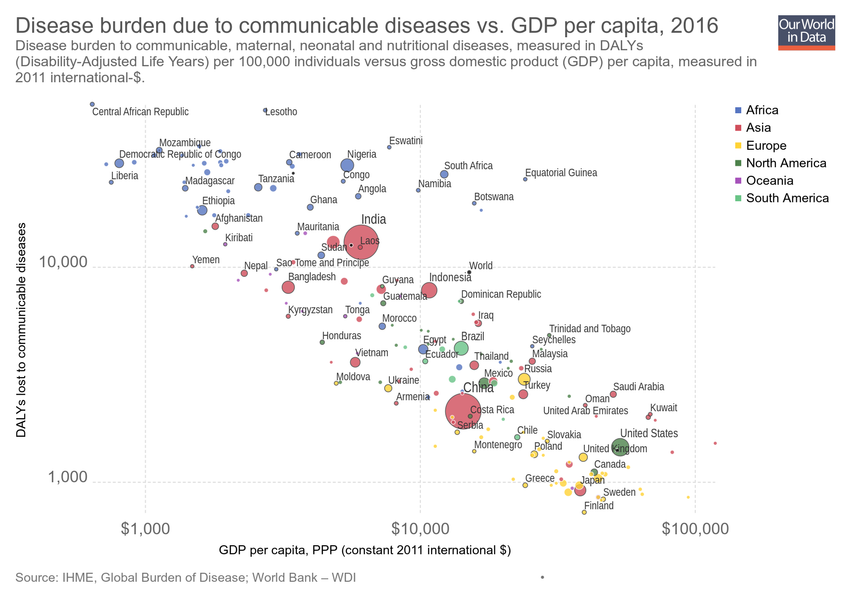 Disease burden due to communicable diseases vs. GDP per capita, 2016
Our World
in Data
Disease burden to communicable, maternal, neonatal and nutritional diseases, measured in DALYs
(Disability-Adjusted Life Years) per 100,000 individuals versus gross domestic product (GDP) per capita, measured in
2011 international-$.
Central African Republic
Lesotho
Africa
Asia
Europe
North America
Oceania
South America
Mozambique
Eswatini
Democratic Republic of Congo
Cameroon
Nigeria
South Africa
Equatorial Guinea
Liberia
Madagascar
Tanzania
Congo
Angola
Namibia
Botswana
Ethiopia
Ghana
Afghanistan
Mauritania
India
Kiribati
Sudan
Laos
Yemen
Nepal
Sao Tome and Principe
World
10,000
Bangladesh
Guyana
Indonesia
Guatemala
Dominican Republic
Kyrgyzstan
Tonga
Morocco
Iraq
Trinidad and Tobago
Honduras
Egypt
Brazil
Seychelles
Vietnam
Ecuador
Thailand
Malaysia
Moldova
Ukraine
Mexico
Russia
China
Turkey
Saudi Arabia
Armenia
Costa Rica
Oman
United Arab Emirates
Kuwait
Serbia
Chile
Slovakia
United States
Montenegro
Poland
United Kingdom
Canada
1,000
Greece
Japan
Sweden
Finland
DALYs lost to communicable diseases
$1,000
$10,000
$100,000
GDP per capita, PPP (constant 2011 international $)
Source: IHME, Global Burden of Disease; World Bank – WDI